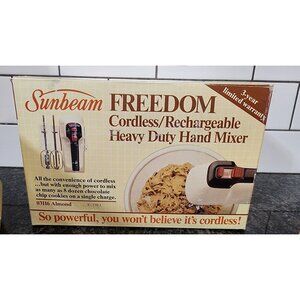 Sunbeam
FREEDOM
Cordless/Rechargeable
Heavy Duty Hand Mixer
3-year
limited warranty
All the convenience of cordless
...but with enough power to mix
as many as 8 dozen chocolate
chip cookies on a single charge.
03116 Almond
So powerful, you won't believe it's cordless!